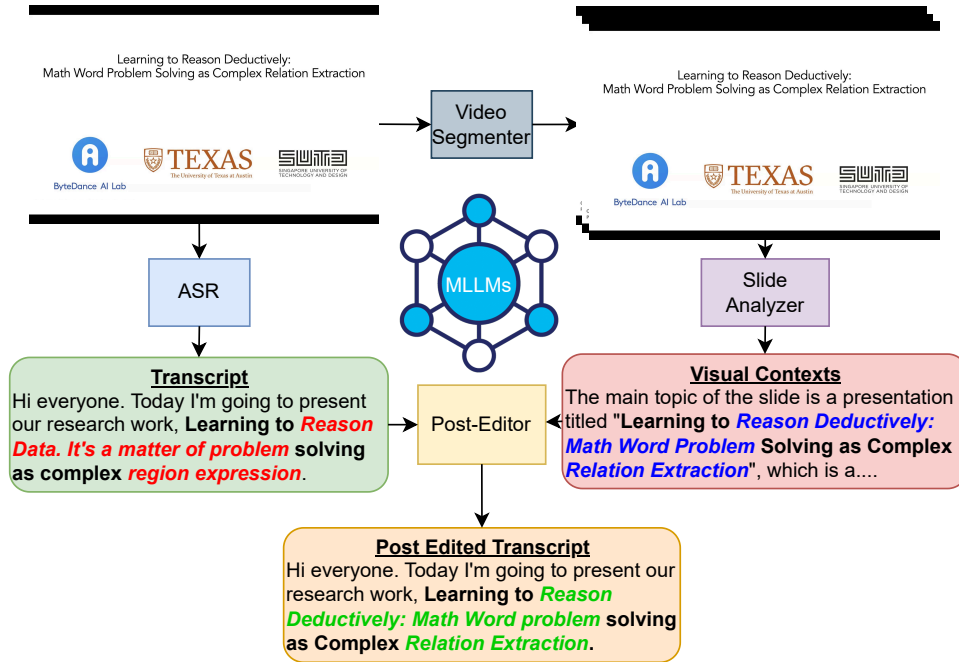 Learning to Reason Deductively:
Math Word Problem Solving as Complex Relation Extraction
ByteDance AI Lab
TEXAS
The University of Texas at Austin
SUTD
SINGAPORE UNIVERSITY OF
TECHNOLOGY AND DESIGN
Video
Segmenter
Learning to Reason Deductively:
Math Word Problem Solving as Complex Relation Extraction
ByteDance AI Lab
TEXAS
The University of Texas at Austin
SUTD
SINGAPORE UNIVERSITY OF
TECHNOLOGY AND DESIGN
ASR
MLLMs
Slide
Analyzer
Transcript
Hi everyone. Today I'm going to present
our research work, Learning to Reason
Data. It's a matter of problem solving
as complex region expression.
Post-Editor
Visual Contexts
The main topic of the slide is a presentation
titled "Learning to Reason Deductively:
Math Word Problem Solving as Complex
Relation Extraction", which is a....
Post Edited Transcript
Hi everyone. Today I'm going to present our
research work, Learning to Reason
Deductively: Math Word problem solving
as Complex Relation Extraction.